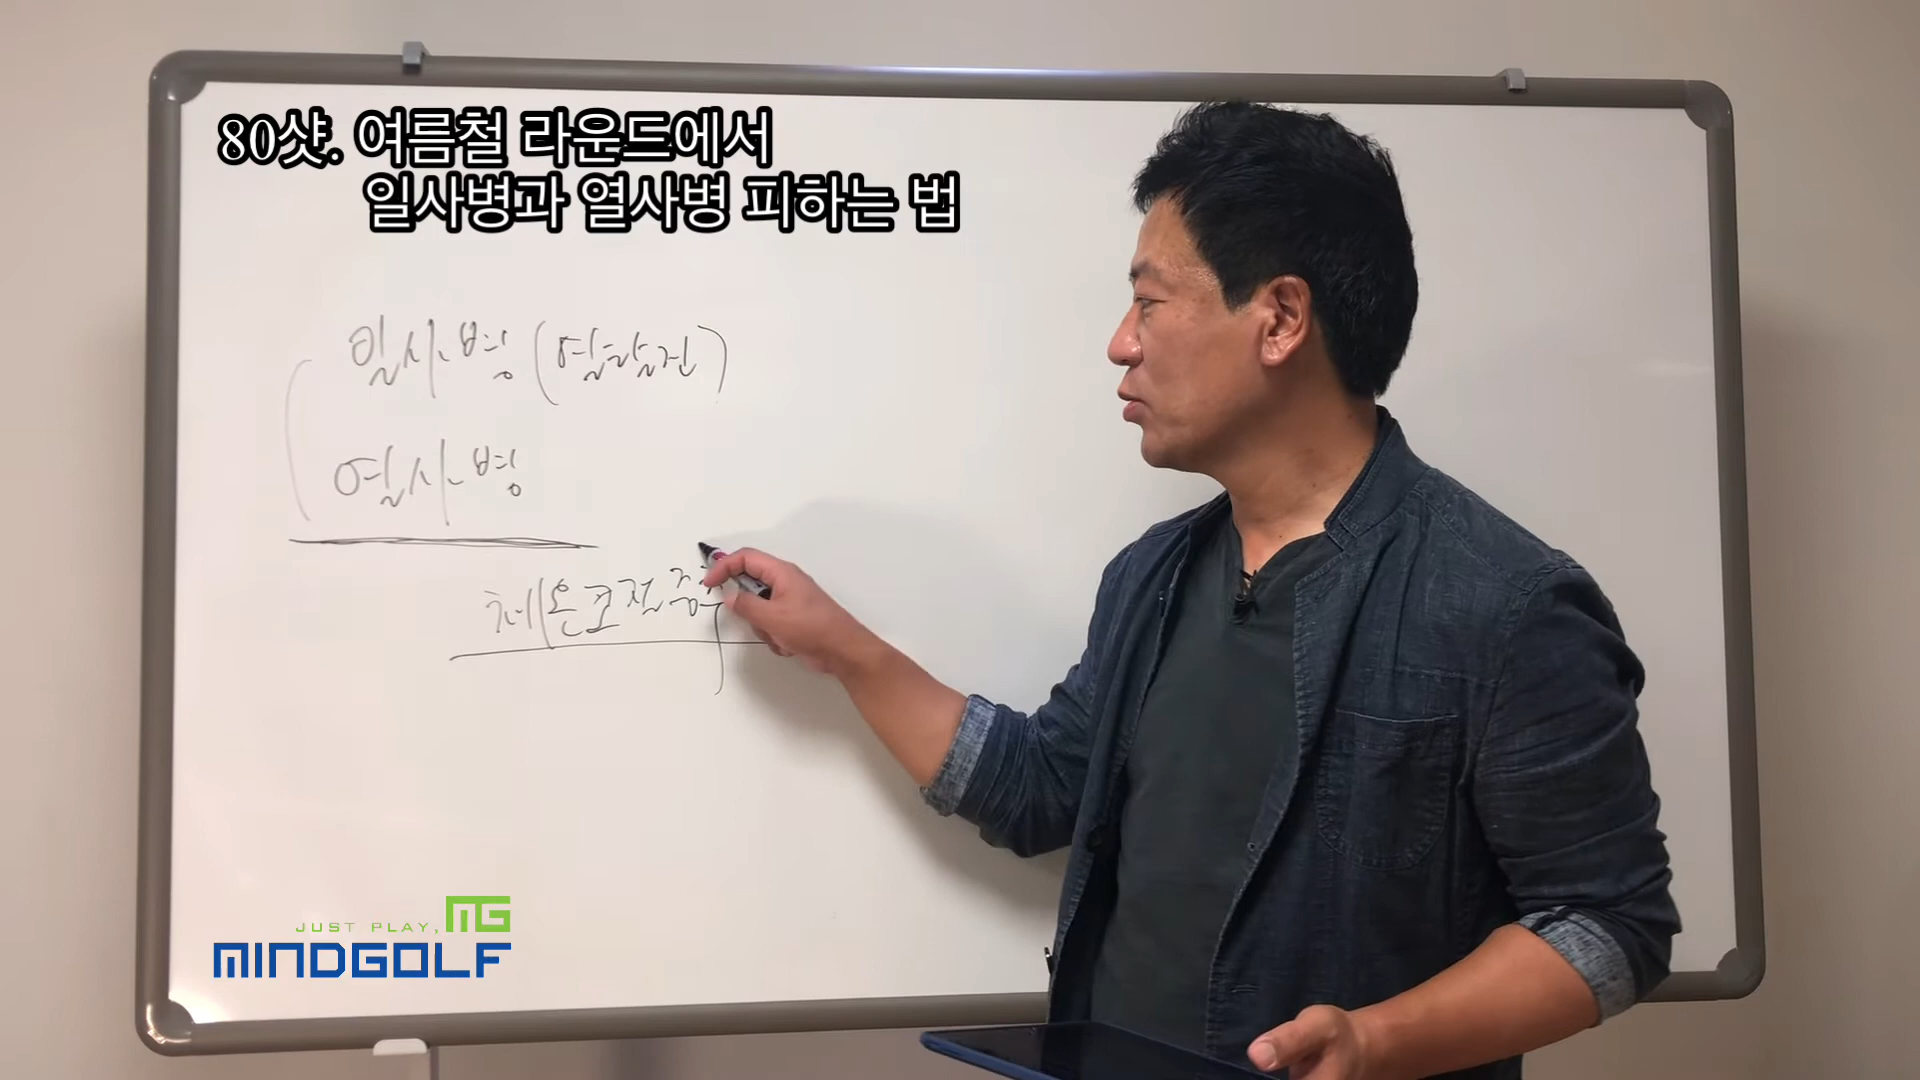 80샷. 여름철 라운드에서
일사병과 열사병 피하는 법
일사병 (열탈진)
열사병
체온조절중추
JUST PLAY, MG
MINDGOLF